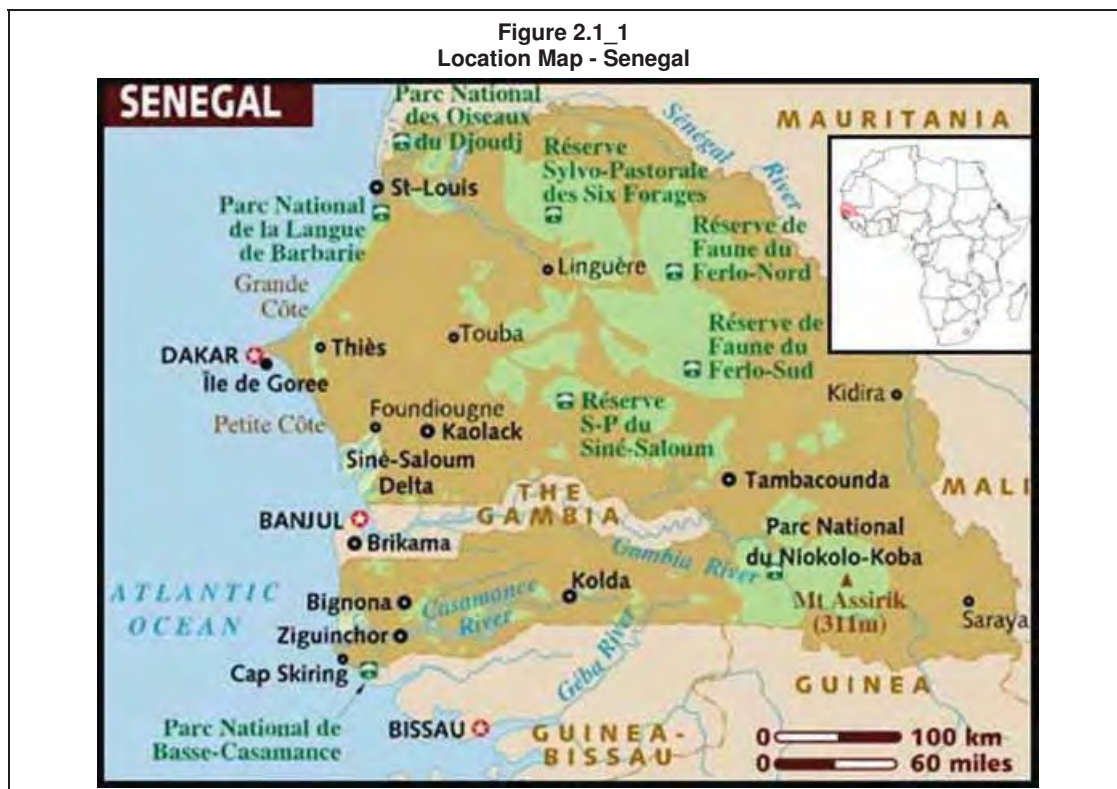 Figure 2.1_1
Location Map - Senegal
SENEGAL
Parc National
des Oiseaux
du Djoudj
Sénégal
River
MAURITANIA
Réserve
Sylvo-Pastorale
des Six Forages
St-Louis
Parc National
de la Langue
de Barbarie
Réserve de
Faune du
Ferlo-Nord
Linguère
Grande
Côte
Touba
Thiès
DAKAR
Île de Goree
Réserve de
Faune du
Ferlo-Sud
Kidira
Petite Côte
Foundiougne
Kaolack
Réserve
S-P du
Siné-Saloum
Siné-Saloum
Delta
Tambacounda
MALI
THE
GAMBIA
BANJUL
Brikama
Parc National
du Niokolo-Koba
Gambia River
Mt Assirik
(311m)
Saraya
ATLANTIC
OCEAN
Bignona
Casamance
River
Kolda
Ziguinchor
Cap Skiring
Géba River
GUINEA
Parc National de
Basse-Casamance
BISSAU
GUINEA-
BISSAU
0 100 km
0 60 miles